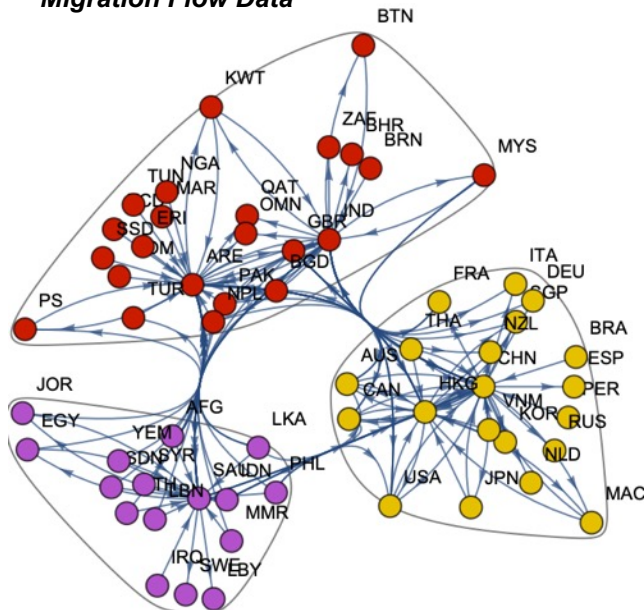 Migration Flow Data
BTN
KWT
ZAF
BHR
BRN
MYS
NGA
TUN
MAR
QAT
OMN
IND
GBR
ERI
SSD
ARE
BGD
PAK
TUR
NPL
PS
ITA
DEU
FRA
SGP
THA
NZL
BRA
AUS
CHN
ESP
CAN
HKG
PER
VNM
KOR
RUS
NLD
USA
JPN
MAC
JOR
AFG
EGY
LKA
YEM
SYR
SDN
SAU
IDN
PHL
LBN
MMR
IRQ
SWE
LBY